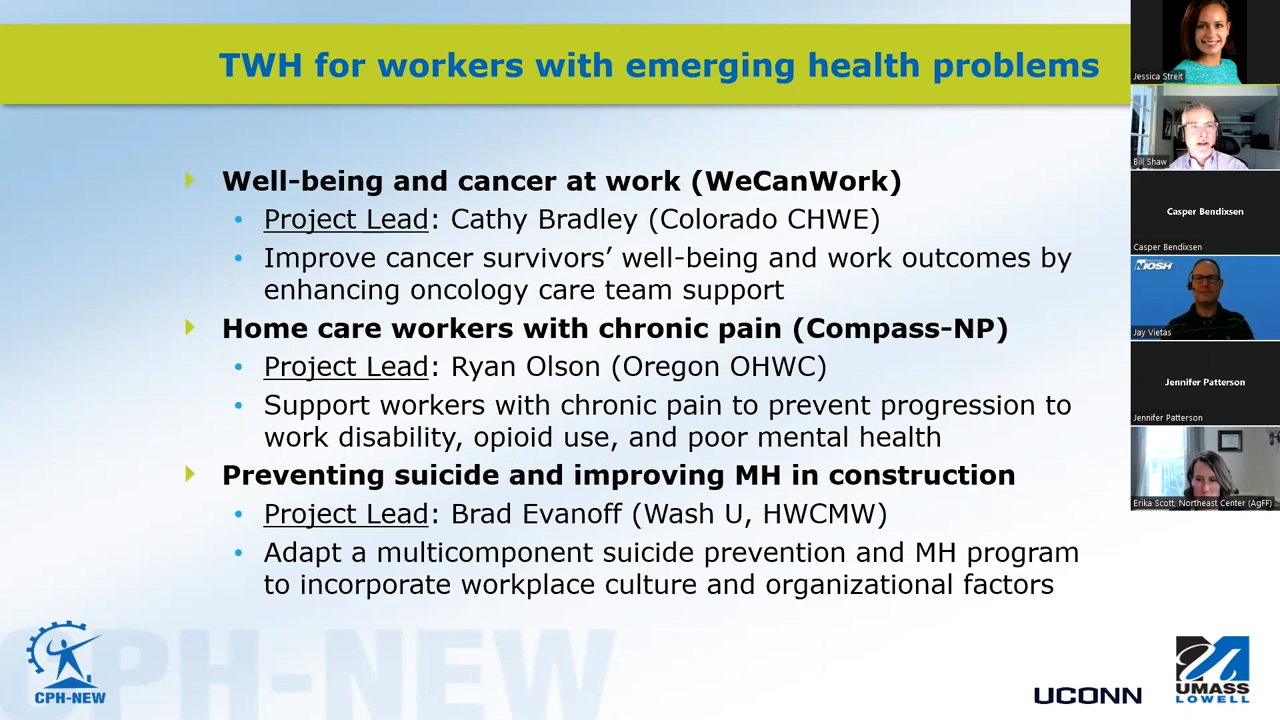 TWH for workers with emerging health problems
Well-being and cancer at work (WeCanWork)
Project Lead: Cathy Bradley (Colorado CHWE)
Improve cancer survivors’ well-being and work outcomes by
enhancing oncology care team support
Home care workers with chronic pain (Compass-NP)
Project Lead: Ryan Olson (Oregon OHWC)
Support workers with chronic pain to prevent progression to
work disability, opioid use, and poor mental health
Preventing suicide and improving MH in construction
Project Lead: Brad Evanoff (Wash U, HWCMW)
Adapt a multicomponent suicide prevention and MH program
to incorporate workplace culture and organizational factors
CPH-NEW
CPH-NEW
UCONN
UMASS
LOWELL
Jessica Streit
Bill Shaw
Casper Bendixsen
Casper Bendixsen
NIOSH
Jay Vietas
Jennifer Patterson
Jennifer Patterson
Erika Scott, Northeast Center (AgFF)